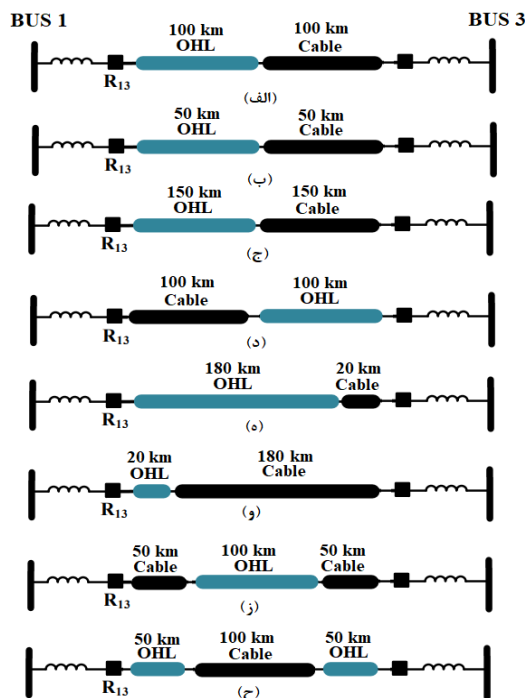 BUS 1 BUS 3
100 km 100 km
OHL Cable
R13
(الف)
50 km 50 km
OHL Cable
R13
(ب)
150 km 150 km
OHL Cable
R13
(ج)
100 km 100 km
Cable OHL
R13
(د)
180 km 20 km
OHL Cable
R13
(ه)
20 km 180 km
OHL Cable
R13
(و)
50 km 100 km 50 km
Cable OHL Cable
R13
(ز)
50 km 100 km 50 km
OHL Cable OHL
R13
(ح)